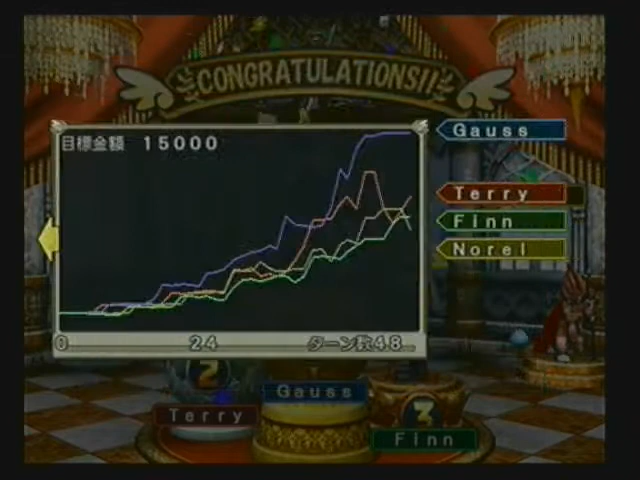 CONGRATULATIONS!!
目標金額 15000
Gauss
Terry
Finn
Norel
0 24 ターン数48
2
Gauss
Terry
3
Finn